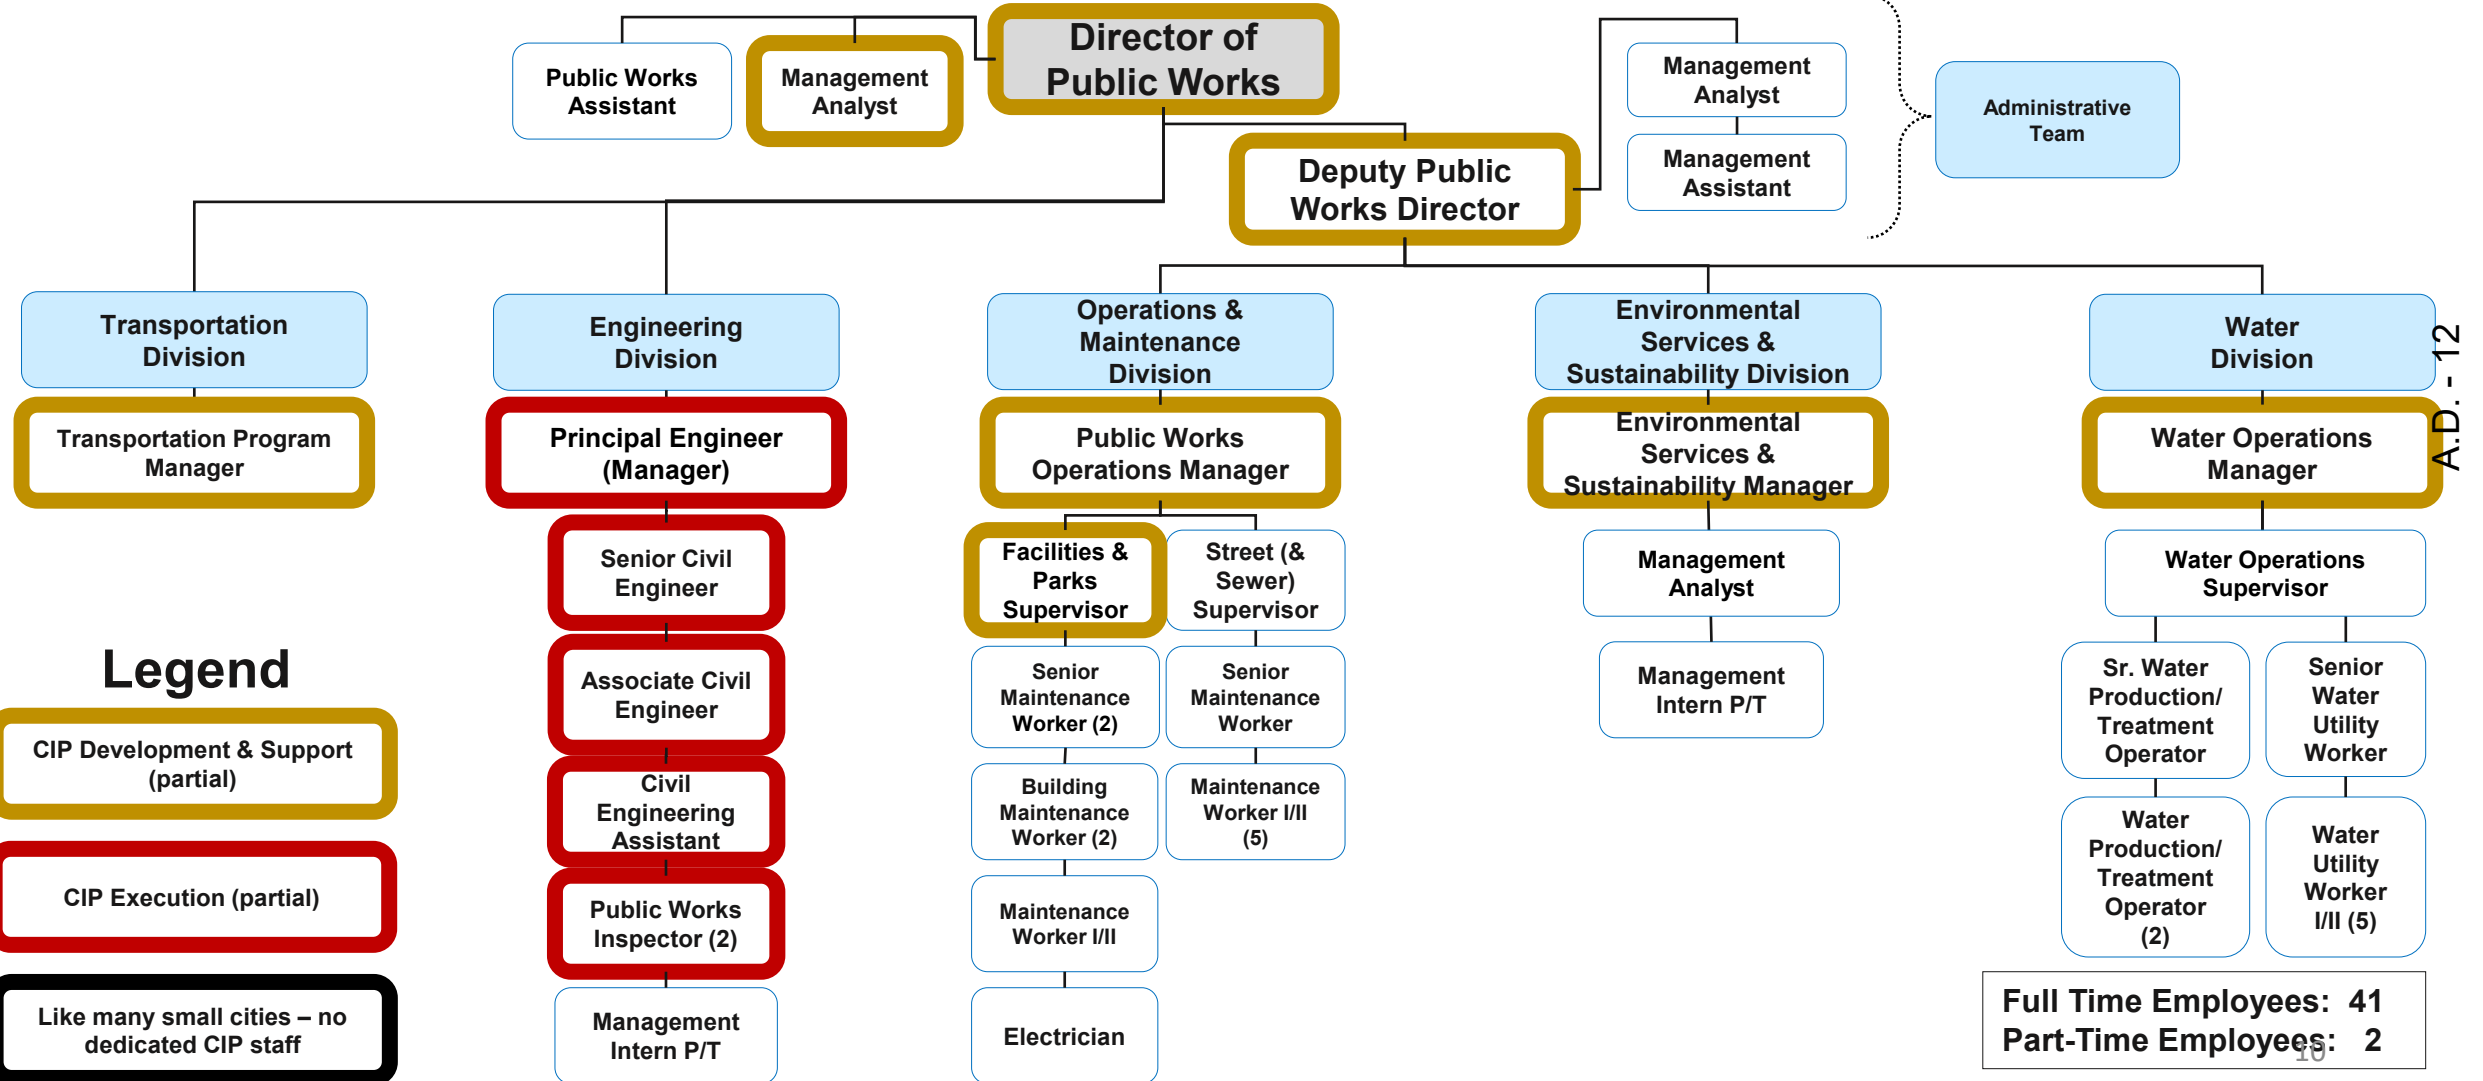 Director of
Public Works
Public Works
Assistant
Management
Analyst
Management
Analyst
Management
Assistant
Administrative
Team
Deputy Public
Works Director
Transportation
Division
Engineering
Division
Operations &
Maintenance
Division
Environmental
Services &
Sustainability Division
Water
Division
A.D. - 12
Transportation Program
Manager
Principal Engineer
(Manager)
Public Works
Operations Manager
Environmental
Services &
Sustainability Manager
Water Operations
Manager
Senior Civil
Engineer
Facilities &
Parks
Supervisor
Street (&
Sewer)
Supervisor
Management
Analyst
Water Operations
Supervisor
Associate Civil
Engineer
Senior
Maintenance
Worker (2)
Senior
Maintenance
Worker
Management
Intern P/T
Sr. Water
Production/
Treatment
Operator
Senior
Water
Utility
Worker
Civil
Engineering
Assistant
Building
Maintenance
Worker (2)
Maintenance
Worker I/II
(5)
Water
Production/
Treatment
Operator
(2)
Water
Utility
Worker
I/II (5)
Public Works
Inspector (2)
Maintenance
Worker I/II
Management
Intern P/T
Electrician
Legend
CIP Development & Support
(partial)
CIP Execution (partial)
Like many small cities – no
dedicated CIP staff
Full Time Employees: 41
Part-Time Employees: 2
10